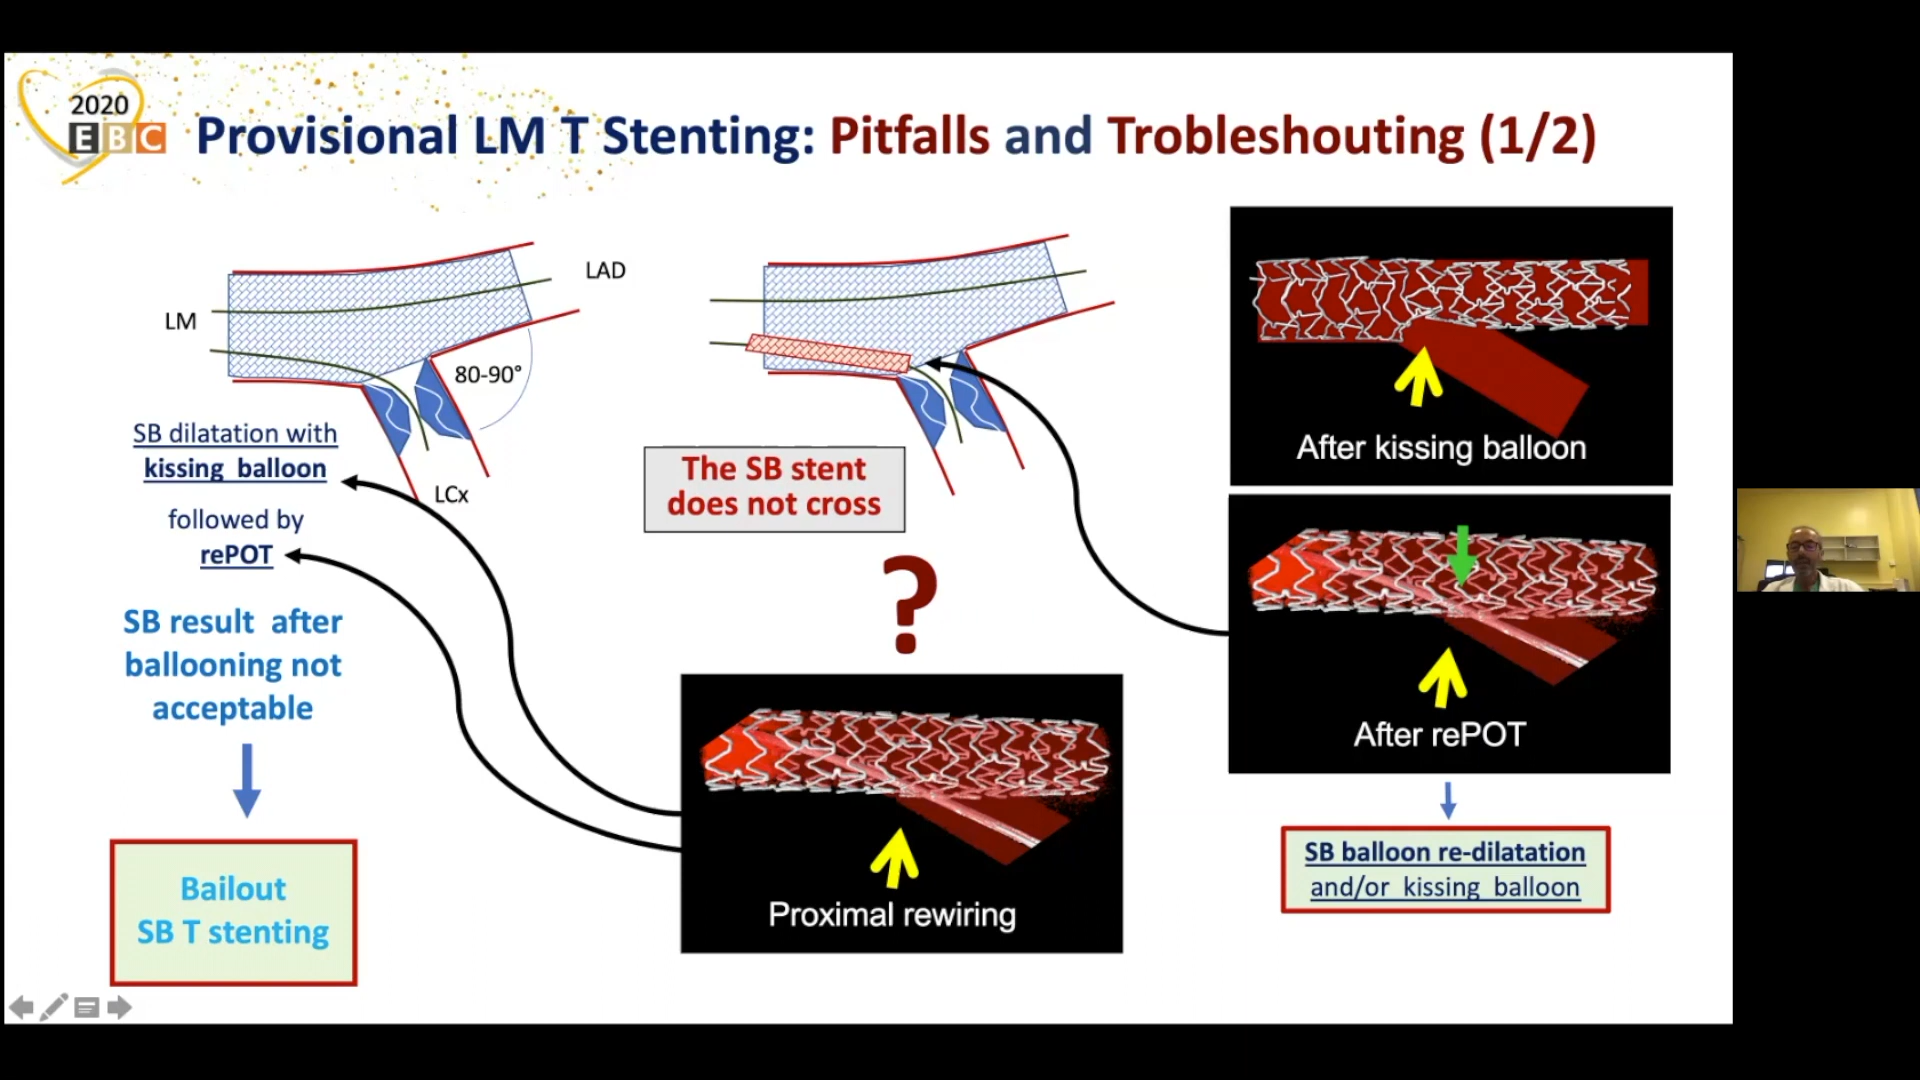 2020
EBC
Provisional LM T Stenting: Pitfalls and Trobleshouting (1/2)
LAD
LM
80-90°
SB dilatation with
kissing balloon
LCx
followed by
rePOT
SB result after
ballooning not
acceptable
Bailout
SB T stenting
The SB stent
does not cross
?
Proximal rewiring
After kissing balloon
After rePOT
SB balloon re-dilatation
and/or kissing balloon